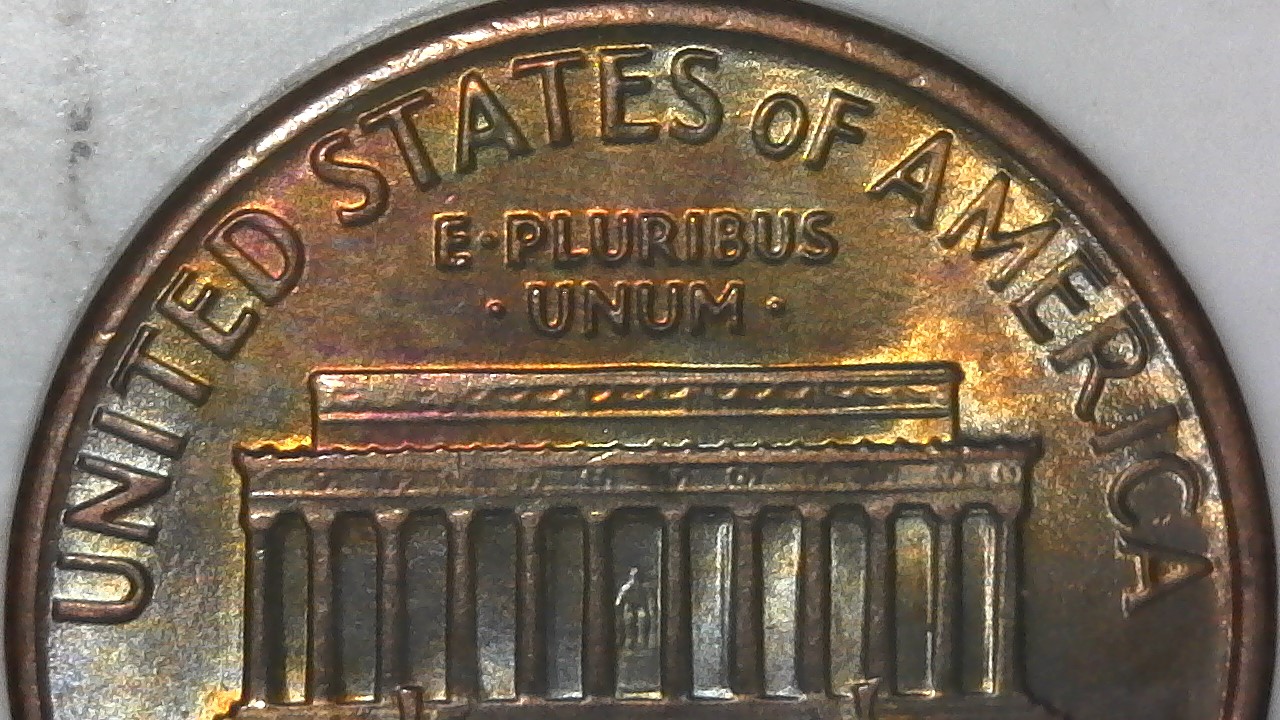 UNITED STATES OF AMERICA
E·PLURIBUS
·UNUM·